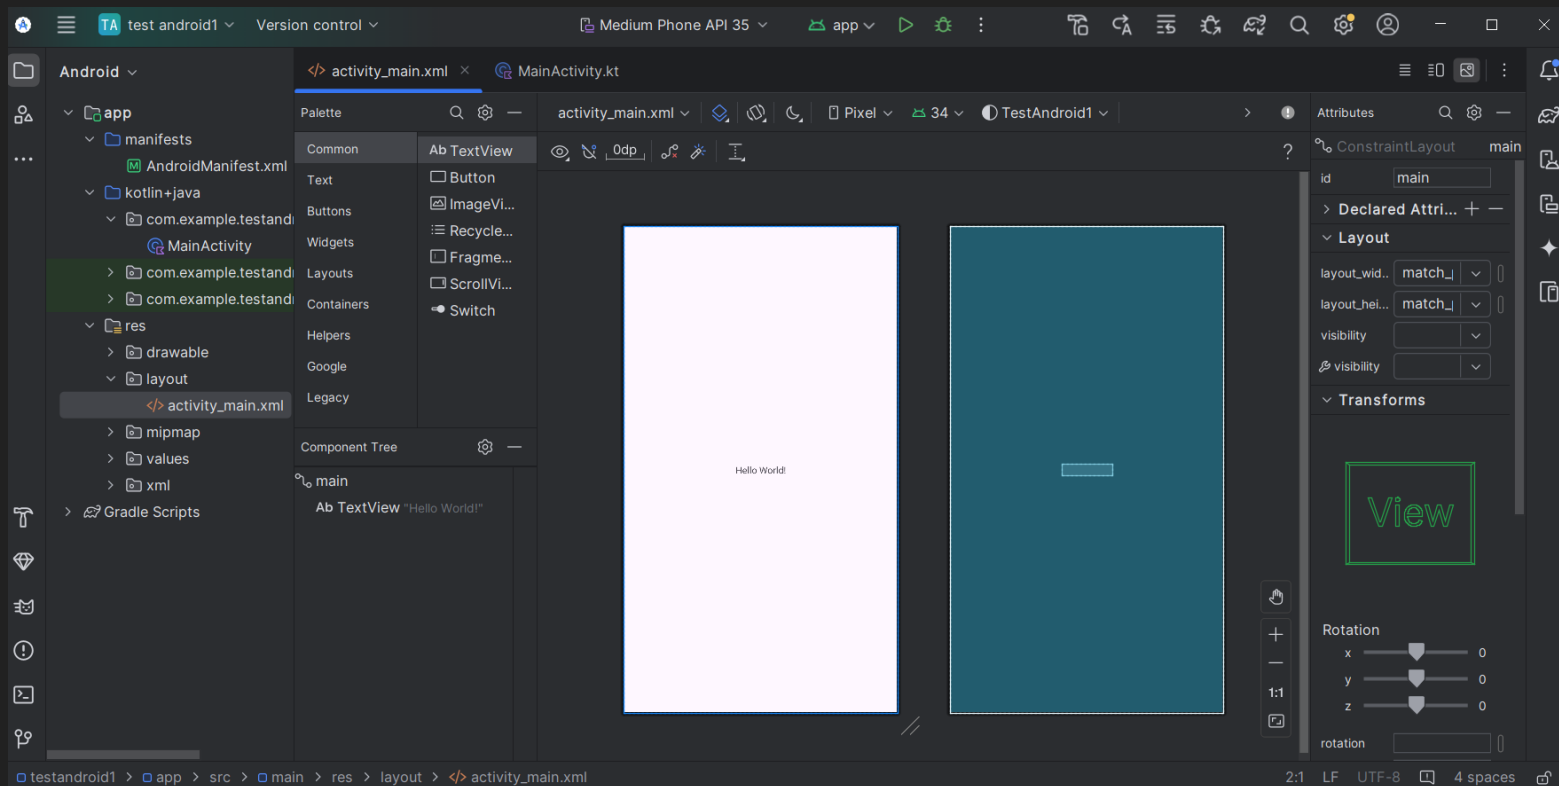 TA test android1 Version control Medium Phone API 35 app
Android
app
manifests
AndroidManifest.xml
kotlin+java
com.example.testandr
MainActivity
com.example.testandr
com.example.testandr
res
drawable
layout
activity_main.xml
mipmap
values
xml
Gradle Scripts
activity_main.xml MainActivity.kt
Palette
Common
Text
Buttons
Widgets
Layouts
Containers
Helpers
Google
Legacy
Ab TextView
Button
ImageVi...
Recycle...
Fragme...
ScrollVi...
Switch
Component Tree
main
Ab TextView "Hello World!"
activity_main.xml Pixel 34 TestAndroid1
0dp ?
Hello World!
1:1
Attributes
ConstraintLayout main
id main
Declared Attri...
Layout
layout_wid... match_
layout_hei... match_
visibility
visibility
Transforms
View
Rotation
x 0
y 0
z 0
rotation
testandroid1 > app > src > main > res > layout > activity_main.xml 2:1 LF UTF-8 4 spaces